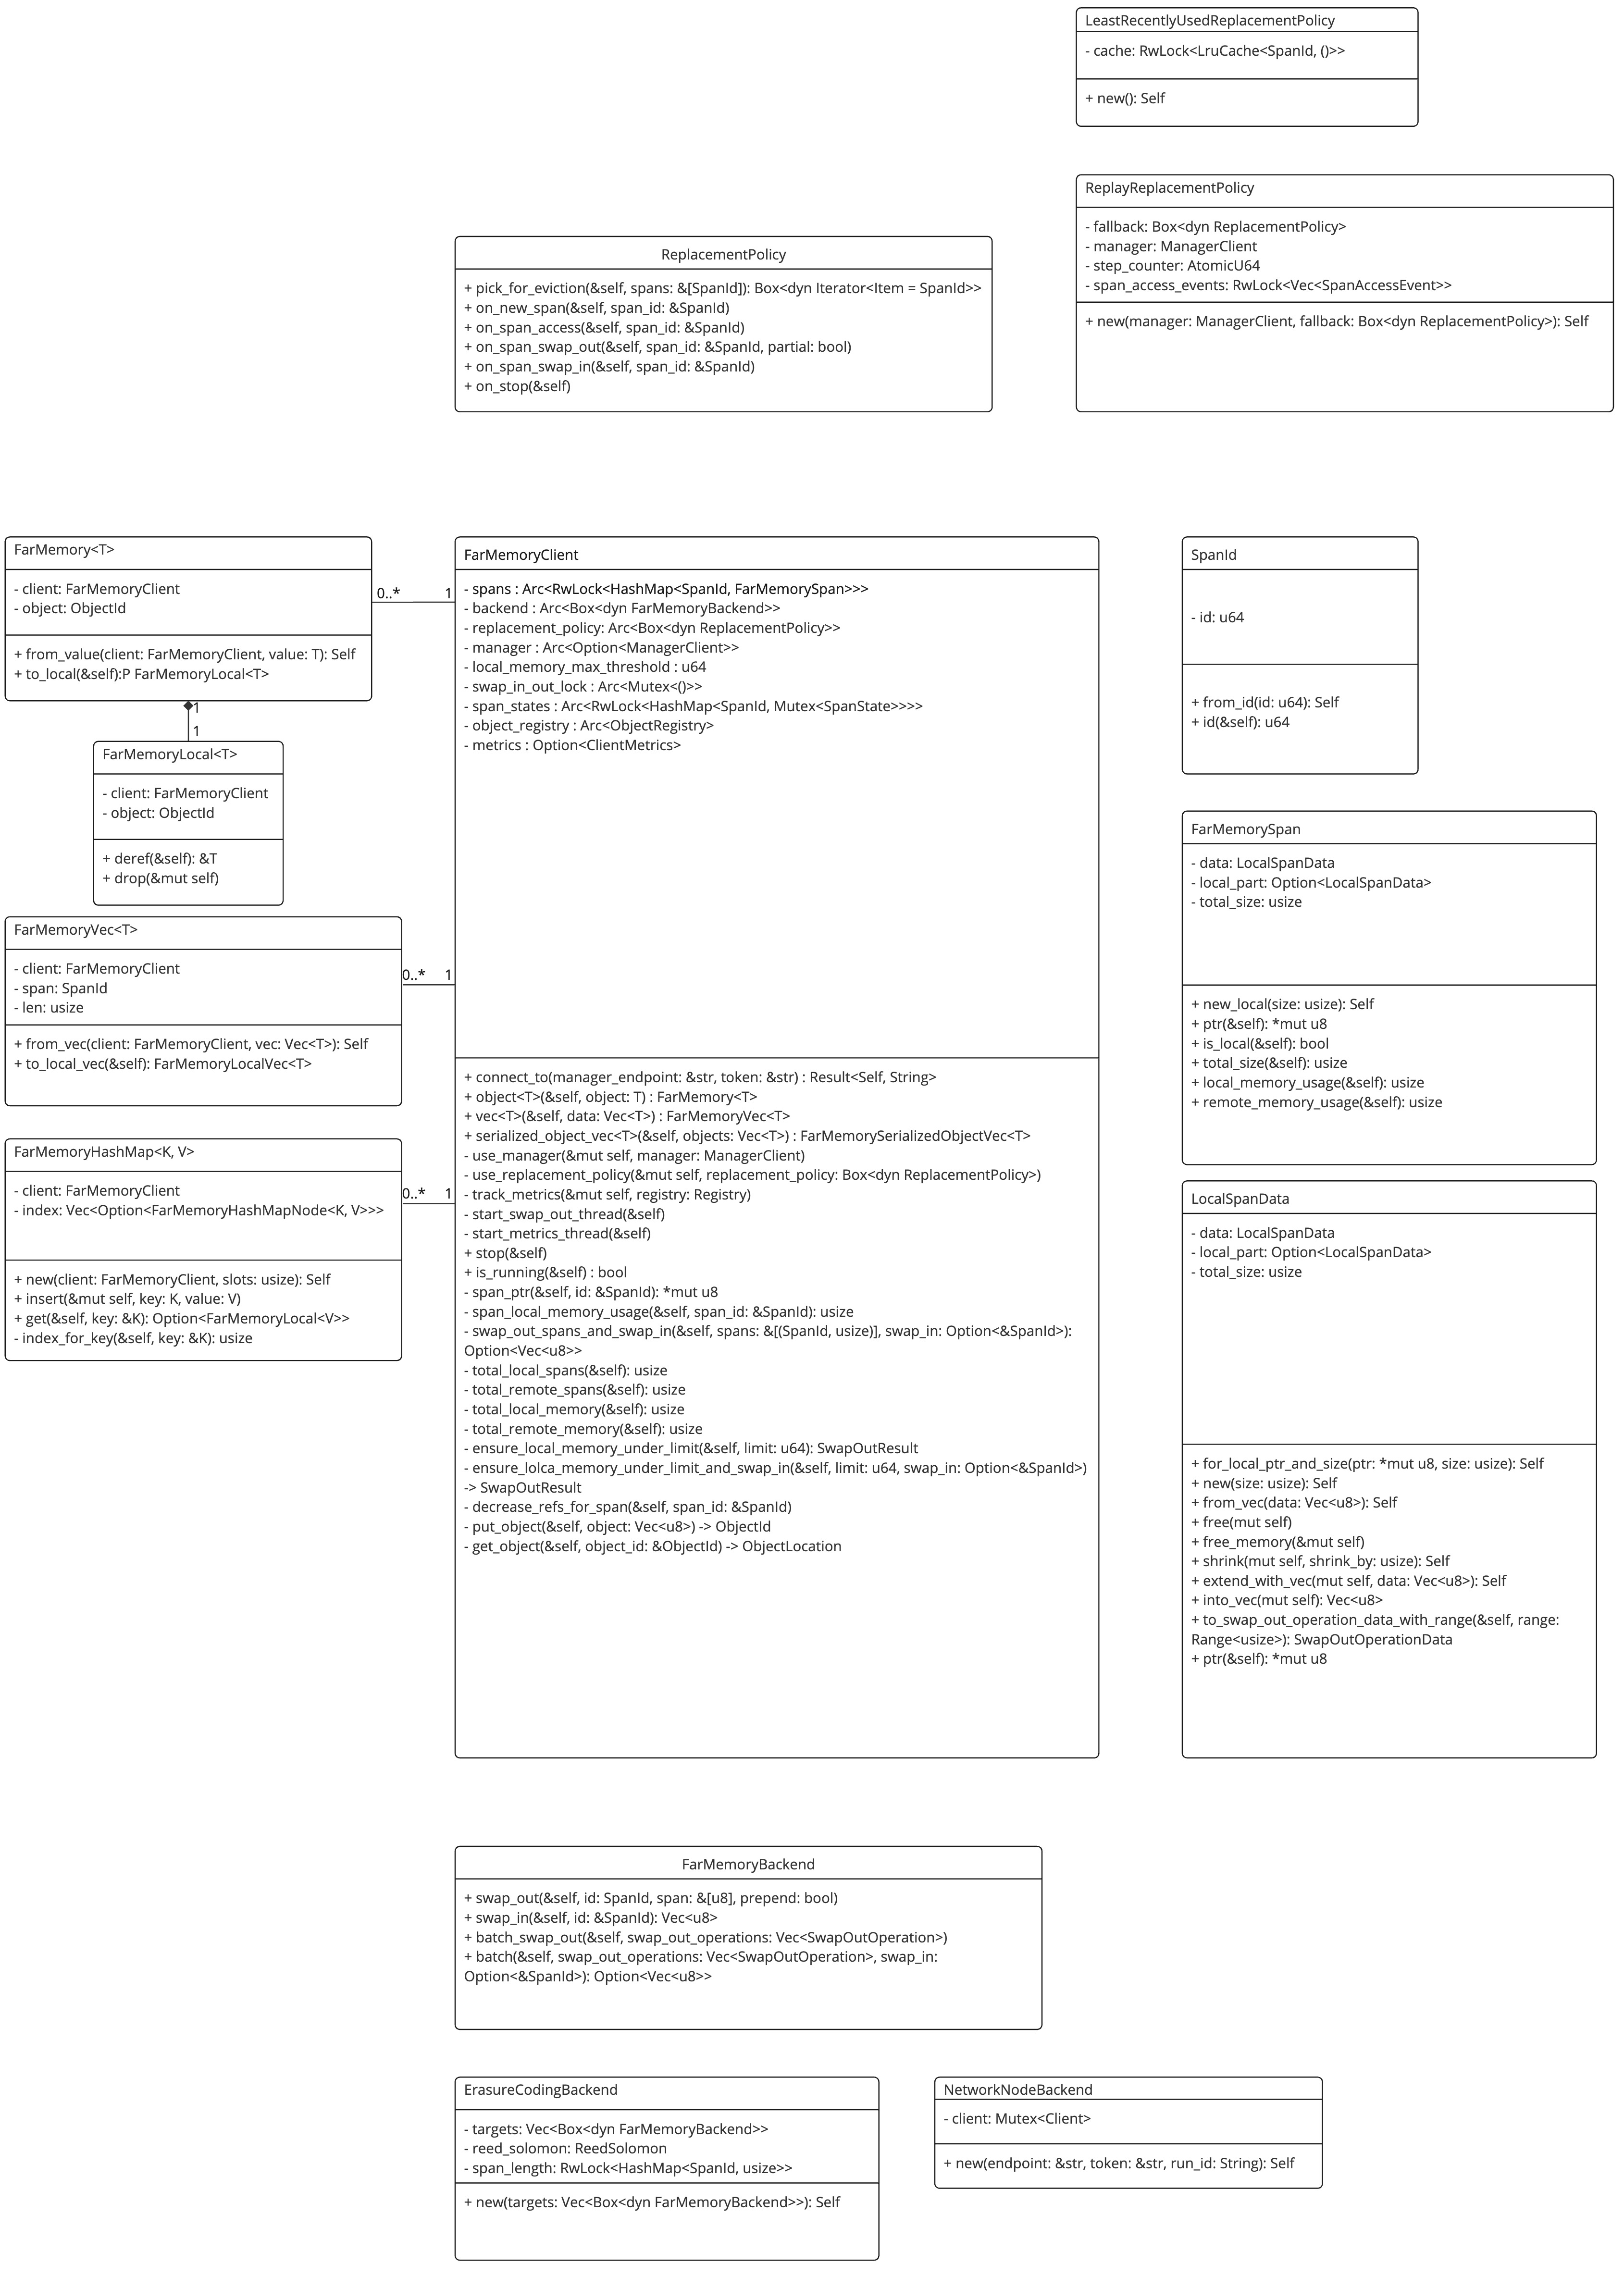 LeastRecentlyUsedReplacementPolicy
- cache: RwLock<LruCache<SpanId, ()>>
+ new(): Self
ReplayReplacementPolicy
- fallback: Box<dyn ReplacementPolicy>
- manager: ManagerClient
- step_counter: AtomicU64
- span_access_events: RwLock<Vec<SpanAccessEvent>>
+ new(manager: ManagerClient, fallback: Box<dyn ReplacementPolicy>): Self
ReplacementPolicy
+ pick_for_eviction(&self, spans: &[SpanId]): Box<dyn Iterator<Item = SpanId>>
+ on_new_span(&self, span_id: &SpanId)
+ on_span_access(&self, span_id: &SpanId)
+ on_span_swap_out(&self, span_id: &SpanId, partial: bool)
+ on_span_swap_in(&self, span_id: &SpanId)
+ on_stop(&self)
FarMemory<T>
- client: FarMemoryClient
- object: ObjectId
+ from_value(client: FarMemoryClient, value: T): Self
+ to_local(&self):P FarMemoryLocal<T>
0..*
1
1
1
FarMemoryLocal<T>
- client: FarMemoryClient
- object: ObjectId
+ deref(&self): &T
+ drop(&mut self)
FarMemoryVec<T>
- client: FarMemoryClient
- span: SpanId
- len: usize
+ from_vec(client: FarMemoryClient, vec: Vec<T>): Self
+ to_local_vec(&self): FarMemoryLocalVec<T>
0..*
1
FarMemoryHashMap<K, V>
- client: FarMemoryClient
- index: Vec<Option<FarMemoryHashMapNode<K, V>>>
+ new(client: FarMemoryClient, slots: usize): Self
+ insert(&mut self, key: K, value: V)
+ get(&self, key: &K): Option<FarMemoryLocal<V>>
- index_for_key(&self, key: &K): usize
0..*
1
FarMemoryClient
- spans : Arc<RwLock<HashMap<SpanId, FarMemorySpan>>>
- backend : Arc<Box<dyn FarMemoryBackend>>
- replacement_policy: Arc<Box<dyn ReplacementPolicy>>
- manager : Arc<Option<ManagerClient>>
- local_memory_max_threshold : u64
- swap_in_out_lock : Arc<Mutex<()>>
- span_states : Arc<RwLock<HashMap<SpanId, Mutex<SpanState>>>>
- object_registry : Arc<ObjectRegistry>
- metrics : Option<ClientMetrics>
+ connect_to(manager_endpoint: &str, token: &str) : Result<Self, String>
+ object<T>(&self, object: T) : FarMemory<T>
+ vec<T>(&self, data: Vec<T>) : FarMemoryVec<T>
+ serialized_object_vec<T>(&self, objects: Vec<T>) : FarMemorySerializedObjectVec<T>
- use_manager(&mut self, manager: ManagerClient)
- use_replacement_policy(&mut self, replacement_policy: Box<dyn ReplacementPolicy>)
- track_metrics(&mut self, registry: Registry)
- start_swap_out_thread(&self)
- start_metrics_thread(&self)
+ stop(&self)
+ is_running(&self) : bool
- span_ptr(&self, id: &SpanId): *mut u8
- span_local_memory_usage(&self, span_id: &SpanId): usize
- swap_out_spans_and_swap_in(&self, spans: &[(SpanId, usize)], swap_in: Option<&SpanId>):
Option<Vec<u8>>
- total_local_spans(&self): usize
- total_remote_spans(&self): usize
- total_local_memory(&self): usize
- total_remote_memory(&self): usize
- ensure_local_memory_under_limit(&self, limit: u64): SwapOutResult
- ensure_lolca_memory_under_limit_and_swap_in(&self, limit: u64, swap_in: Option<&SpanId>)
-> SwapOutResult
- decrease_refs_for_span(&self, span_id: &SpanId)
- put_object(&self, object: Vec<u8>) -> ObjectId
- get_object(&self, object_id: &ObjectId) -> ObjectLocation
SpanId
- id: u64
+ from_id(id: u64): Self
+ id(&self): u64
FarMemorySpan
- data: LocalSpanData
- local_part: Option<LocalSpanData>
- total_size: usize
+ new_local(size: usize): Self
+ ptr(&self): *mut u8
+ is_local(&self): bool
+ total_size(&self): usize
+ local_memory_usage(&self): usize
+ remote_memory_usage(&self): usize
LocalSpanData
- data: LocalSpanData
- local_part: Option<LocalSpanData>
- total_size: usize
+ for_local_ptr_and_size(ptr: *mut u8, size: usize): Self
+ new(size: usize): Self
+ from_vec(data: Vec<u8>): Self
+ free(mut self)
+ free_memory(&mut self)
+ shrink(mut self, shrink_by: usize): Self
+ extend_with_vec(mut self, data: Vec<u8>): Self
+ into_vec(mut self): Vec<u8>
+ to_swap_out_operation_data_with_range(&self, range:
Range<usize>): SwapOutOperationData
+ ptr(&self): *mut u8
FarMemoryBackend
+ swap_out(&self, id: SpanId, span: &[u8], prepend: bool)
+ swap_in(&self, id: &SpanId): Vec<u8>
+ batch_swap_out(&self, swap_out_operations: Vec<SwapOutOperation>)
+ batch(&self, swap_out_operations: Vec<SwapOutOperation>, swap_in:
Option<&SpanId>): Option<Vec<u8>>
ErasureCodingBackend
- targets: Vec<Box<dyn FarMemoryBackend>>
- reed_solomon: ReedSolomon
- span_length: RwLock<HashMap<SpanId, usize>>
+ new(targets: Vec<Box<dyn FarMemoryBackend>>): Self
NetworkNodeBackend
- client: Mutex<Client>
+ new(endpoint: &str, token: &str, run_id: String): Self